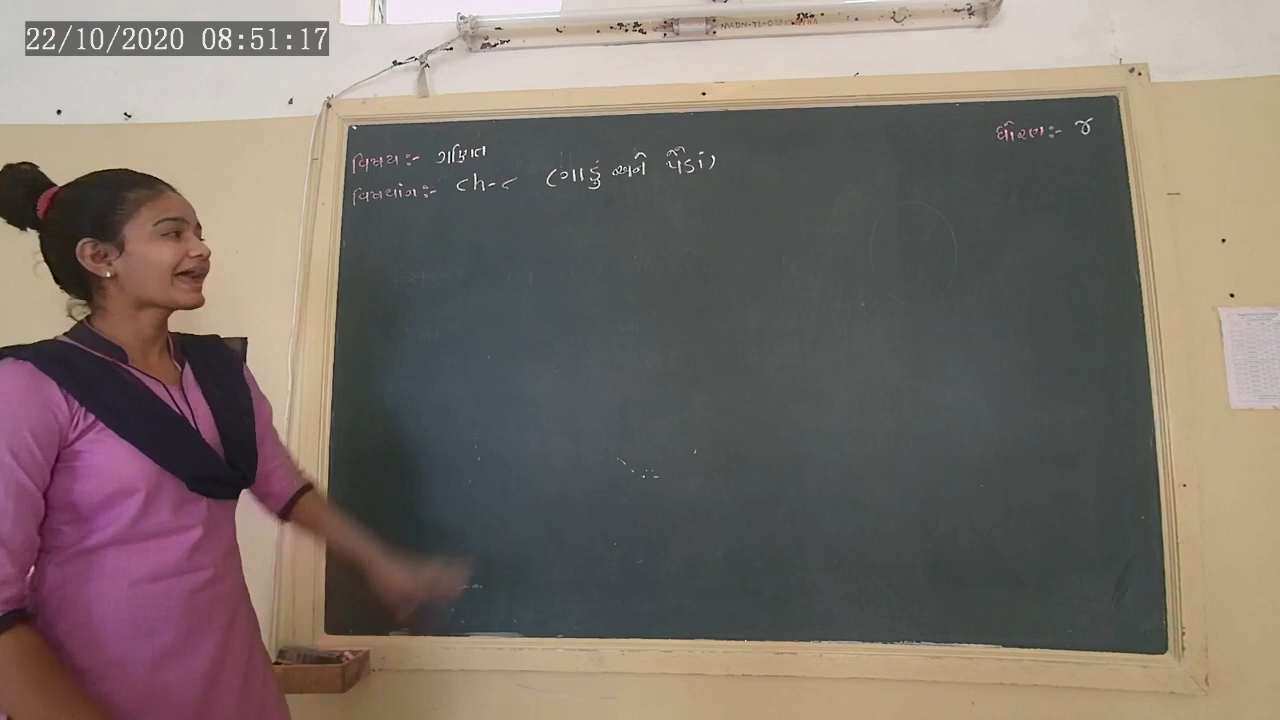 22/10/2020 08:51:17
વિષય:- ગણિત
ધોરણ:- ૪
વિષયાંગ:- ch-૮ (ગાડું અને પૈડાં)